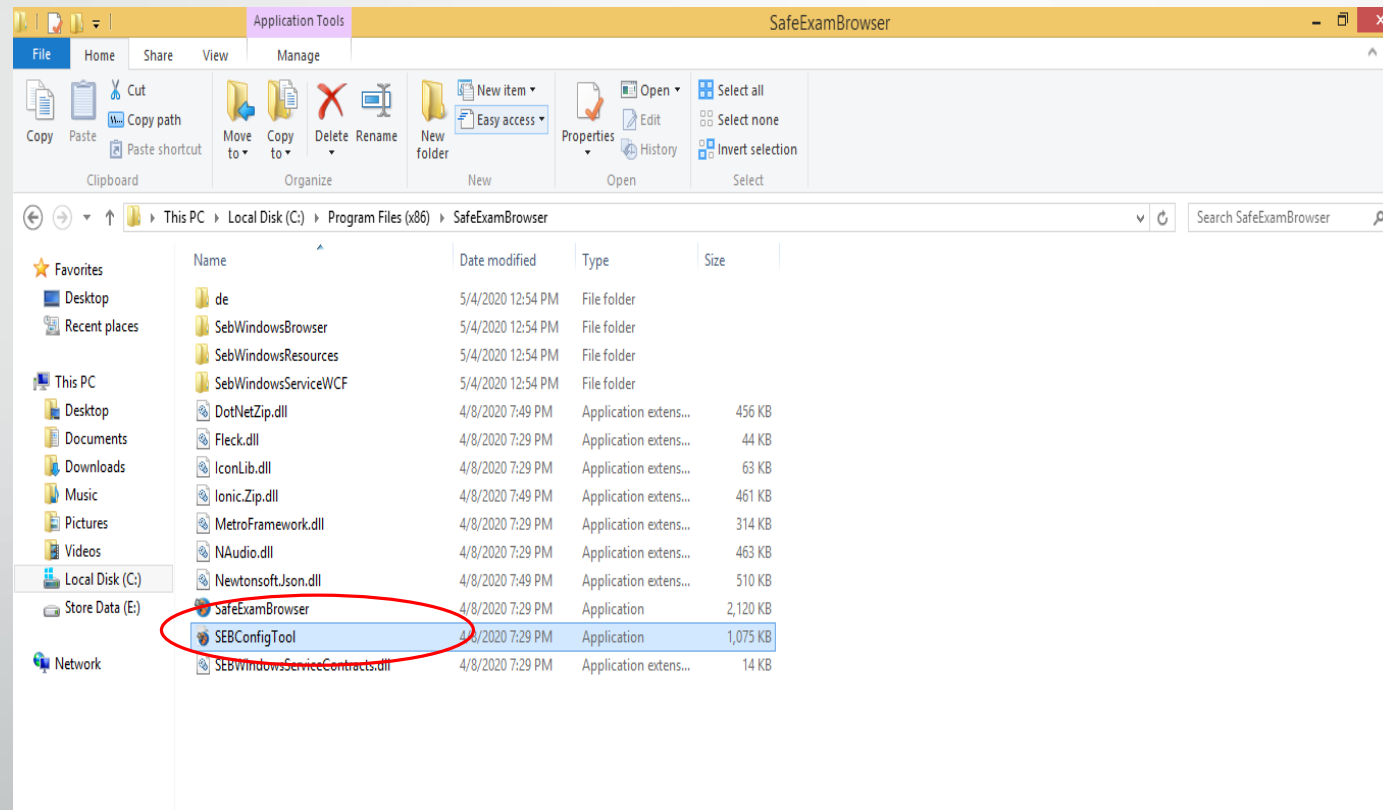 Application Tools
SafeExamBrowser
File Home Share View Manage
Cut
Copy path
Paste shortcut
Copy Paste
Clipboard
Move to Copy to Delete Rename
Organize
New folder
New item
Easy access
New
Properties
Open
Edit
History
Open
Select all
Select none
Invert selection
Select
This PC Local Disk (C:) Program Files (x86) SafeExamBrowser
Search SafeExamBrowser
Favorites
Desktop
Recent places
This PC
Desktop
Documents
Downloads
Music
Pictures
Videos
Local Disk (C:)
Store Data (E:)
Network
Name Date modified Type Size
de 5/4/2020 12:54 PM File folder
SebWindowsBrowser 5/4/2020 12:54 PM File folder
SebWindowsResources 5/4/2020 12:54 PM File folder
SebWindowsServiceWCF 5/4/2020 12:54 PM File folder
DotNetZip.dll 4/8/2020 7:49 PM Application extens... 456 KB
Fleck.dll 4/8/2020 7:29 PM Application extens... 44 KB
IconLib.dll 4/8/2020 7:29 PM Application extens... 63 KB
Ionic.Zip.dll 4/8/2020 7:49 PM Application extens... 461 KB
MetroFramework.dll 4/8/2020 7:29 PM Application extens... 314 KB
NAudio.dll 4/8/2020 7:29 PM Application extens... 463 KB
Newtonsoft.Json.dll 4/8/2020 7:49 PM Application extens... 510 KB
SafeExamBrowser 4/8/2020 7:29 PM Application 2,120 KB
SEBConfigTool 4/8/2020 7:29 PM Application 1,075 KB
SEBWindowsServiceContracts.dll 4/8/2020 7:29 PM Application extens... 14 KB